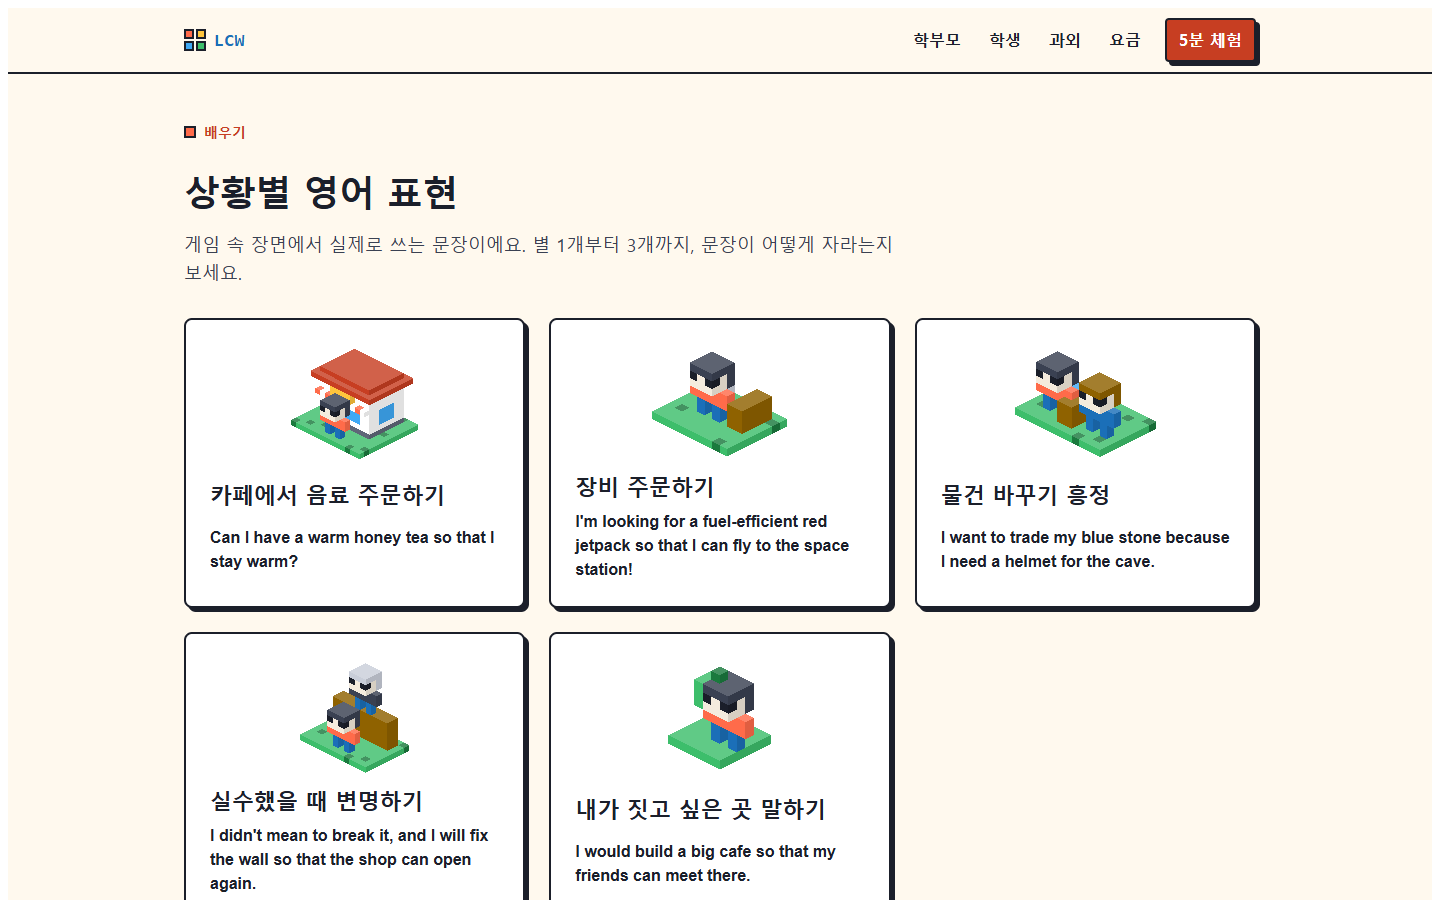 LCW
학부모
학생
과외
요금
5분 체험
배우기
상황별 영어 표현
게임 속 장면에서 실제로 쓰는 문장이에요. 별 1개부터 3개까지, 문장이 어떻게 자라는지
보세요.
카페에서 음료 주문하기
Can I have a warm honey tea so that I
stay warm?
장비 주문하기
I'm looking for a fuel-efficient red
jetpack so that I can fly to the space
station!
물건 바꾸기 흥정
I want to trade my blue stone because
I need a helmet for the cave.
실수했을 때 변명하기
I didn't mean to break it, and I will fix
the wall so that the shop can open
again.
내가 짓고 싶은 곳 말하기
I would build a big cafe so that my
friends can meet there.